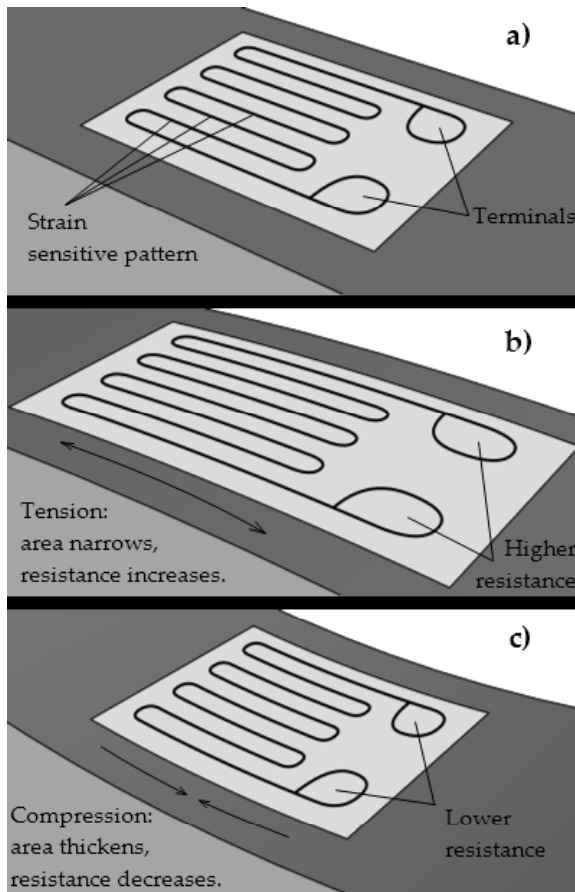 a)
Strain
sensitive pattern
Terminals
b)
Tension:
area narrows,
resistance increases.
Higher
resistance
c)
Compression:
area thickens,
resistance decreases.
Lower
resistance